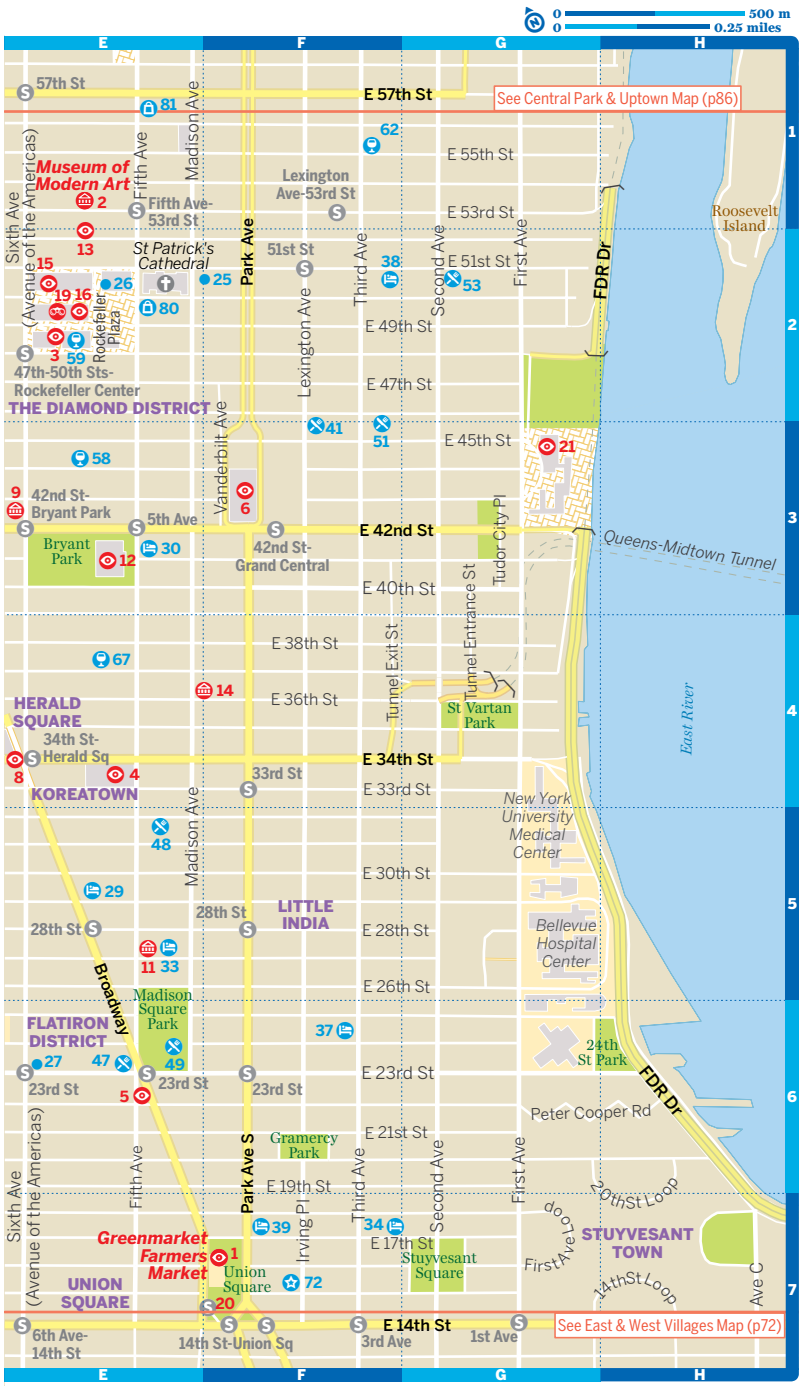 0 500 m
0 0.25 miles
E F G H
57th St
E 57th St
See Central Park & Uptown Map (p86)
81
Madison Ave
62
1
E 55th St
Museum of
Modern Art
Fifth Ave
Lexington
Ave-53rd St
2
Fifth Ave-
53rd St
E 53rd St
Roosevelt
Island
Sixth Ave
(Avenue of the Americas)
13
St Patrick's
Cathedral
Park Ave
51st St
Third Ave
38
Second Ave
E 51st St
First Ave
FDR Dr
15
26
25
53
19 16
80
Rockefeller
Plaza
Lexington Ave
E 49th St
2
3
59
47th-50th Sts-
Rockefeller Center
E 47th St
THE DIAMOND DISTRICT
Vanderbilt Ave
41
51
E 45th St
21
58
9
42nd St-
Bryant Park
6
5th Ave
E 42nd St
Tudor City Pl
3
Bryant
Park
12
30
42nd St-
Grand Central
Queens-Midtown Tunnel
E 40th St
Tunnel Exit St
Tunnel Entrance St
E 38th St
67
14
E 36th St
HERALD
SQUARE
St Vartan
Park
4
East River
34th St-
Herald Sq
E 34th St
8
4
33rd St
E 33rd St
KOREATOWN
Madison Ave
New York
University
Medical
Center
48
E 30th St
29
LITTLE
INDIA
5
28th St
28th St
E 28th St
Bellevue
Hospital
Center
11
33
Broadway
E 26th St
Madison
Square
Park
FLATIRON
DISTRICT
37
24th
St Park
27
47
49
23rd St
23rd St
23rd St
E 23rd St
FDR Dr
6
5
Peter Cooper Rd
E 21st St
Gramercy
Park
Sixth Ave
(Avenue of the Americas)
Fifth Ave
Park Ave S
Third Ave
Second Ave
First Ave
E 19th St
20th St Loop
Irving Pl
39
34
First Ave Loop
STUYVESANT
TOWN
Greenmarket
Farmers
Market
1
E 17th St
Stuyvesant
Square
Union
Square
72
14th St Loop
Ave C
7
UNION
SQUARE
20
E 14th St
6th Ave-
14th St
14th St-Union Sq
3rd Ave
1st Ave
See East & West Villages Map (p72)
E F G H